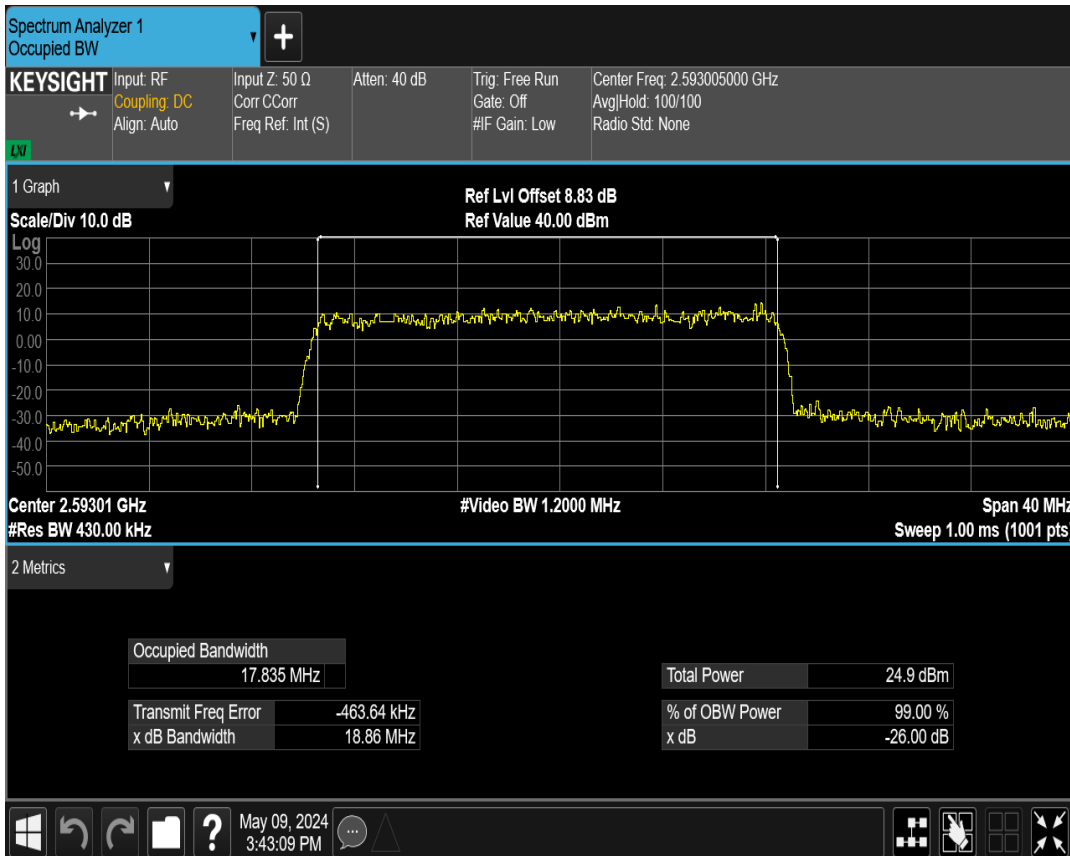 Spectrum Analyzer 1
Occupied BW
+
KEYSIGHT
Input: RF
Coupling: DC
Align: Auto
Input Z: 50 Ω
Corr CCorr
Freq Ref: Int (S)
Atten: 40 dB
Trig: Free Run
Gate: Off
#IF Gain: Low
Center Freq: 2.593005000 GHz
Avg|Hold: 100/100
Radio Std: None
LXI
1 Graph
Scale/Div 10.0 dB
Ref Lvl Offset 8.83 dB
Ref Value 40.00 dBm
Log
30.0
20.0
10.0
0.00
-10.0
-20.0
-30.0
-40.0
-50.0
Center 2.59301 GHz
#Video BW 1.2000 MHz
Span 40 MHz
#Res BW 430.00 kHz
Sweep 1.00 ms (1001 pts)
2 Metrics
Occupied Bandwidth
17.835 MHz
Total Power 24.9 dBm
Transmit Freq Error -463.64 kHz
% of OBW Power 99.00 %
x dB Bandwidth 18.86 MHz
x dB -26.00 dB
?
May 09, 2024
3:43:09 PM